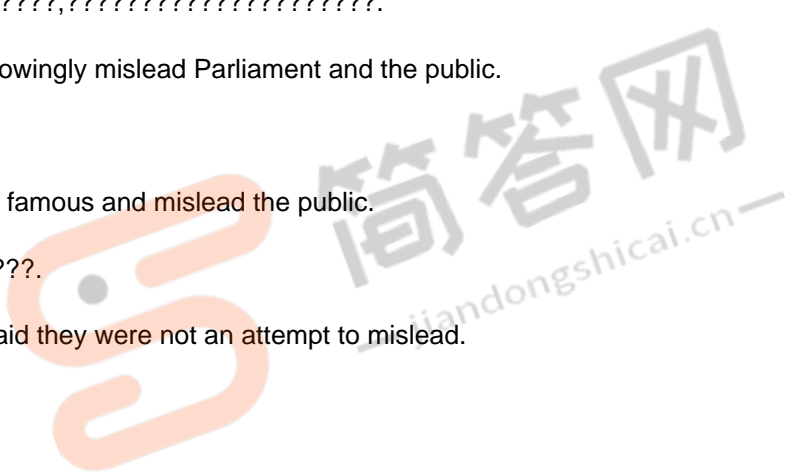 ????,?????????????????????.
owingly mislead Parliament and the public.
famous and mislead the public.
???.
aid they were not an attempt to mislead.
简答网
jiandongshicai.cn